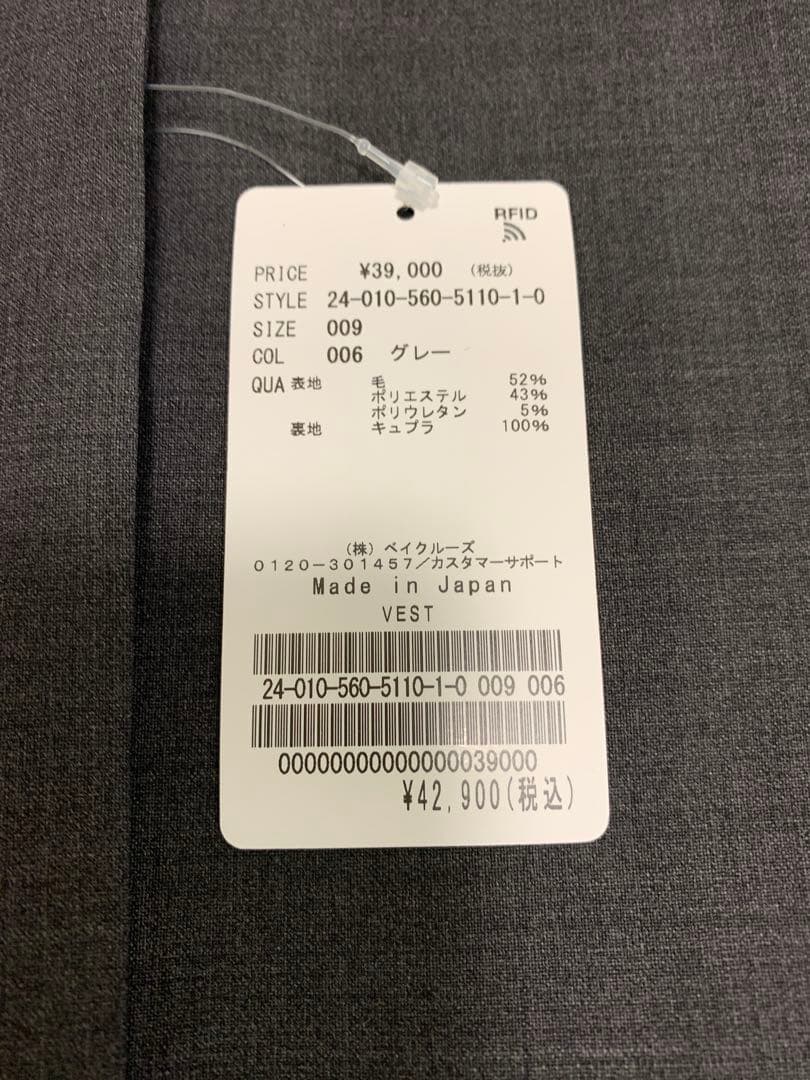 RFID
PRICE ¥39,000 (税抜)
STYLE 24-010-560-5110-1-0
SIZE 009
COL 006 グレー
QUA 表地 毛 52%
ポリエステル 43%
ポリウレタン 5%
裏地 キュプラ 100%
(株) ベイクルーズ
0120-301457/カスタマーサポート
Made in Japan
VEST
24-010-560-5110-1-0 009 006
00000000000000039000
¥42,900(税込)